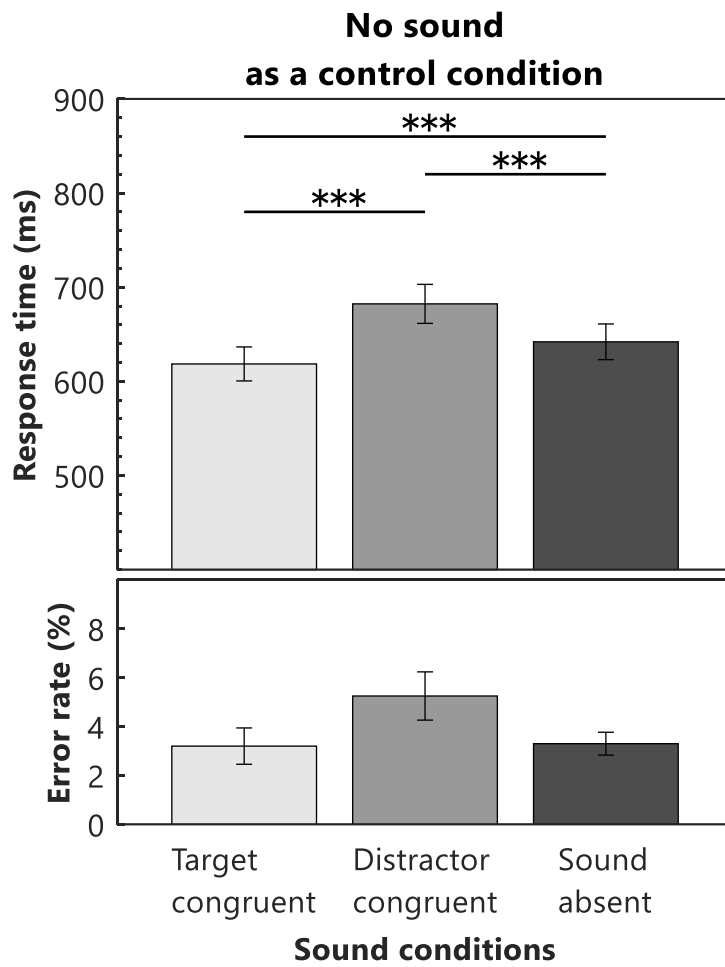 No sound
as a control condition
900
***
***
800
***
Response time (ms)
700
600
500
Error rate (%)
8
6
4
2
0
Target
congruent
Distractor
congruent
Sound
absent
Sound conditions